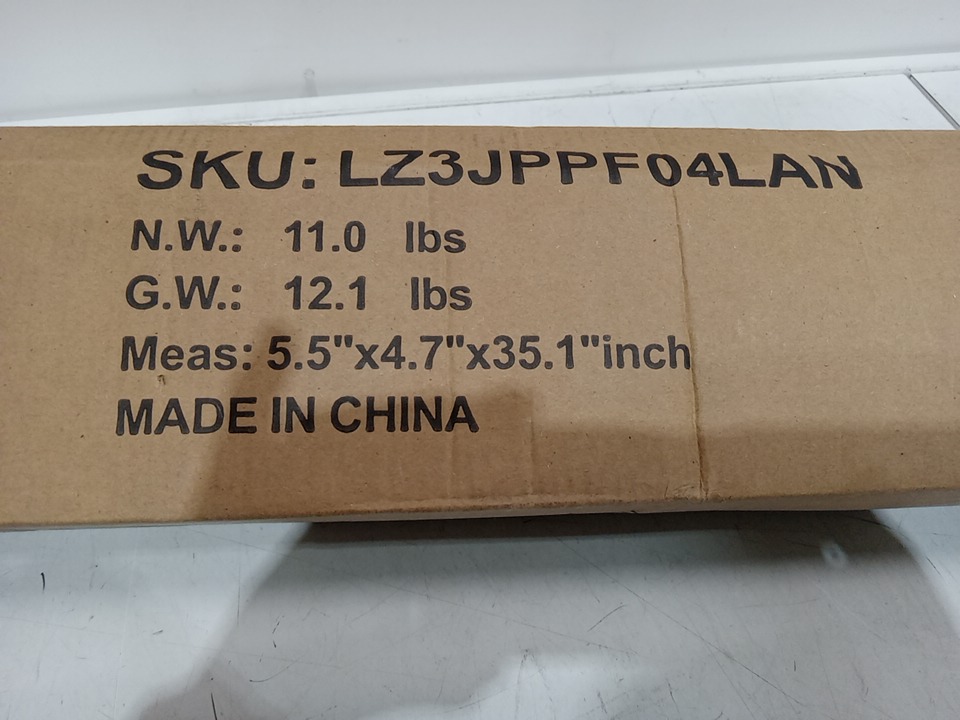 SKU: LZ3JPPF04LAN
N.W.: 11.0 lbs
G.W.: 12.1 lbs
Meas: 5.5"x4.7"x35.1"inch
MADE IN CHINA